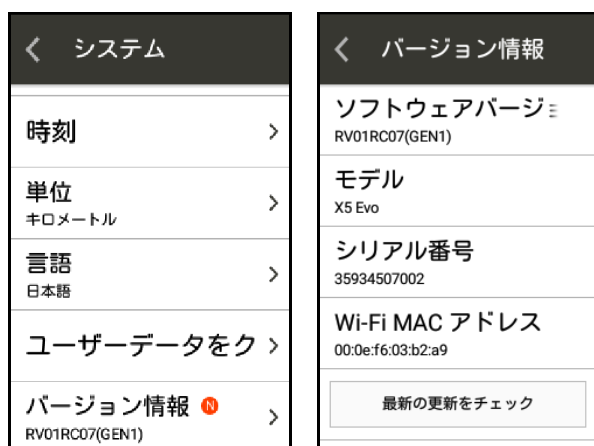 システム
時刻
単位
キロメートル
言語
日本語
ユーザーデータをク
バージョン情報 N
RV01RC07(GEN1)
バージョン情報
ソフトウェアバージ
RV01RC07(GEN1)
モデル
X5 Evo
シリアル番号
35934507002
Wi-Fi MAC アドレス
00:0e:f6:03:b2:a9
最新の更新をチェック